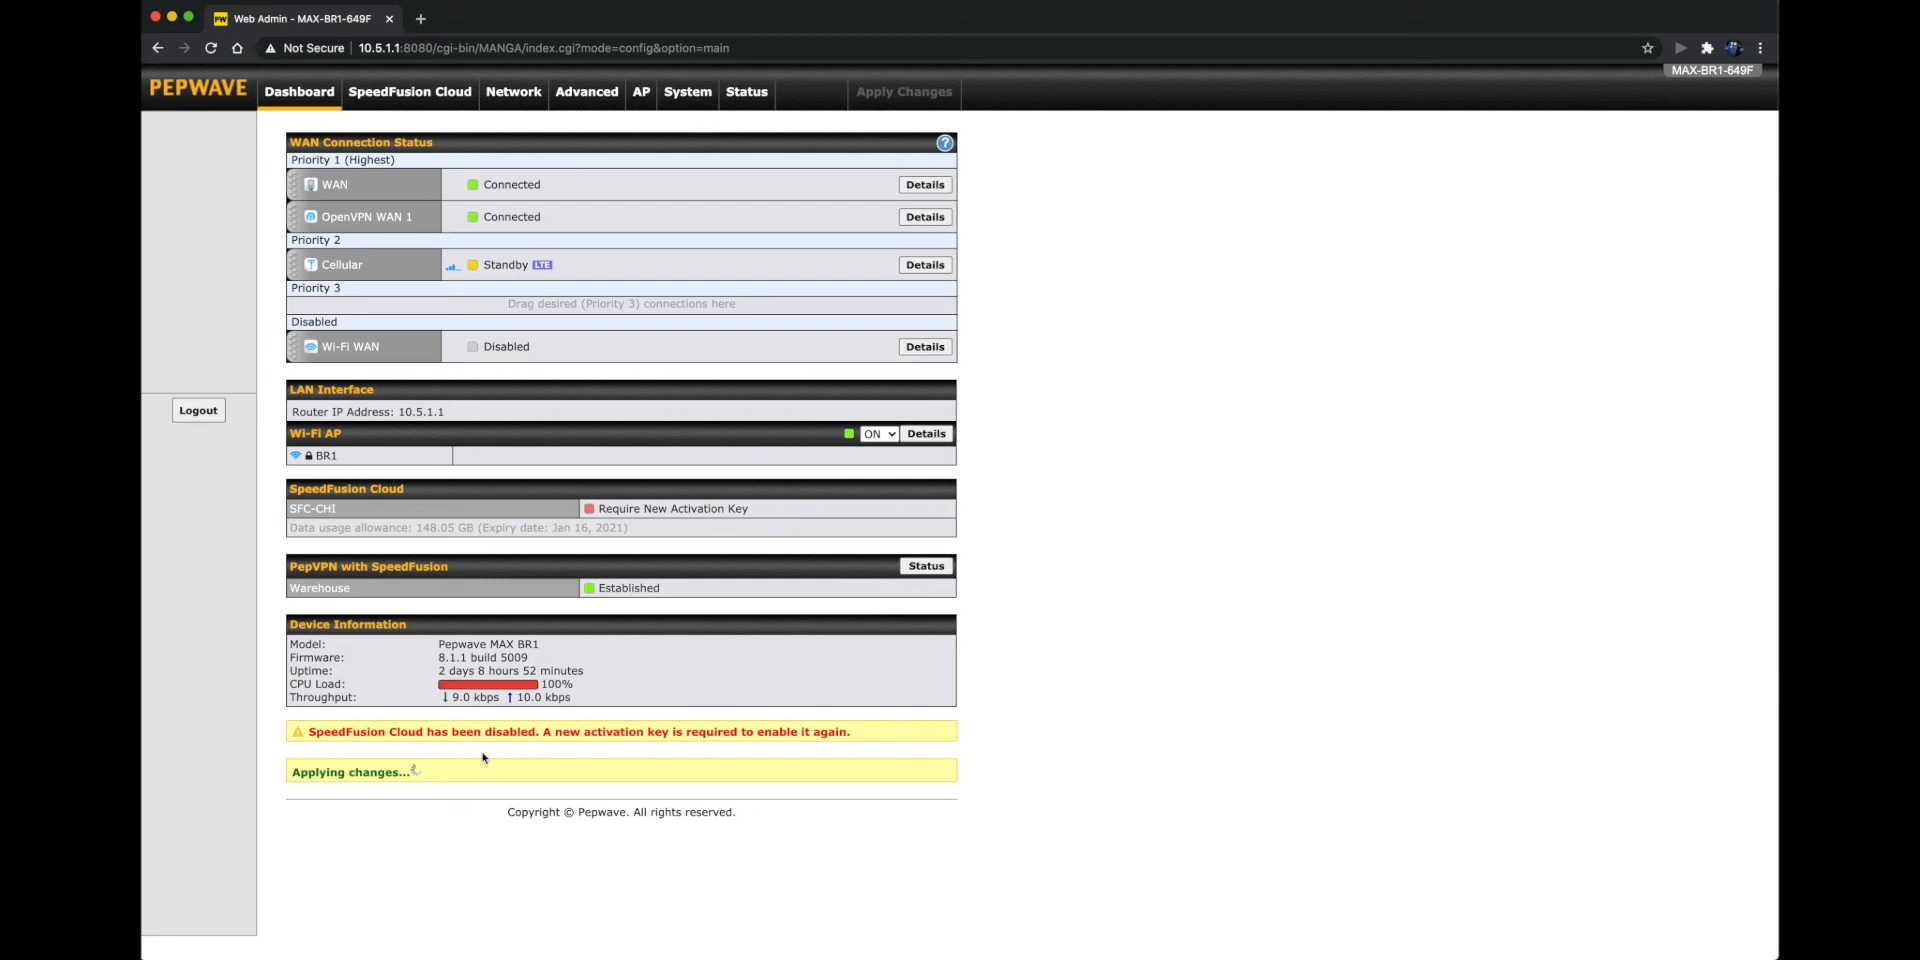 Web Admin - MAX-BR1-649F
Not Secure
10.5.1.1:8080/cgi-bin/MANGA/index.cgi?mode=config&option=main
MAX-BR1-649F
PEPWAVE
Dashboard
SpeedFusion Cloud
Network
Advanced
AP
System
Status
Apply Changes
WAN Connection Status
?
Priority 1 (Highest)
WAN
Connected
Details
OpenVPN WAN 1
Connected
Details
Priority 2
Cellular
Standby LTE
Details
Priority 3
Drag desired (Priority 3) connections here
Disabled
Wi-Fi WAN
Disabled
Details
Logout
LAN Interface
Router IP Address: 10.5.1.1
Wi-Fi AP
ON
Details
BR1
SpeedFusion Cloud
SFC-CHI
Require New Activation Key
Data usage allowance: 148.05 GB (Expiry date: Jan 16, 2021)
PepVPN with SpeedFusion
Status
Warehouse
Established
Device Information
Model: Pepwave MAX BR1
Firmware: 8.1.1 build 5009
Uptime: 2 days 8 hours 52 minutes
CPU Load: 100%
Throughput: ↓ 9.0 kbps ↑ 10.0 kbps
SpeedFusion Cloud has been disabled. A new activation key is required to enable it again.
Applying changes...
Copyright © Pepwave. All rights reserved.